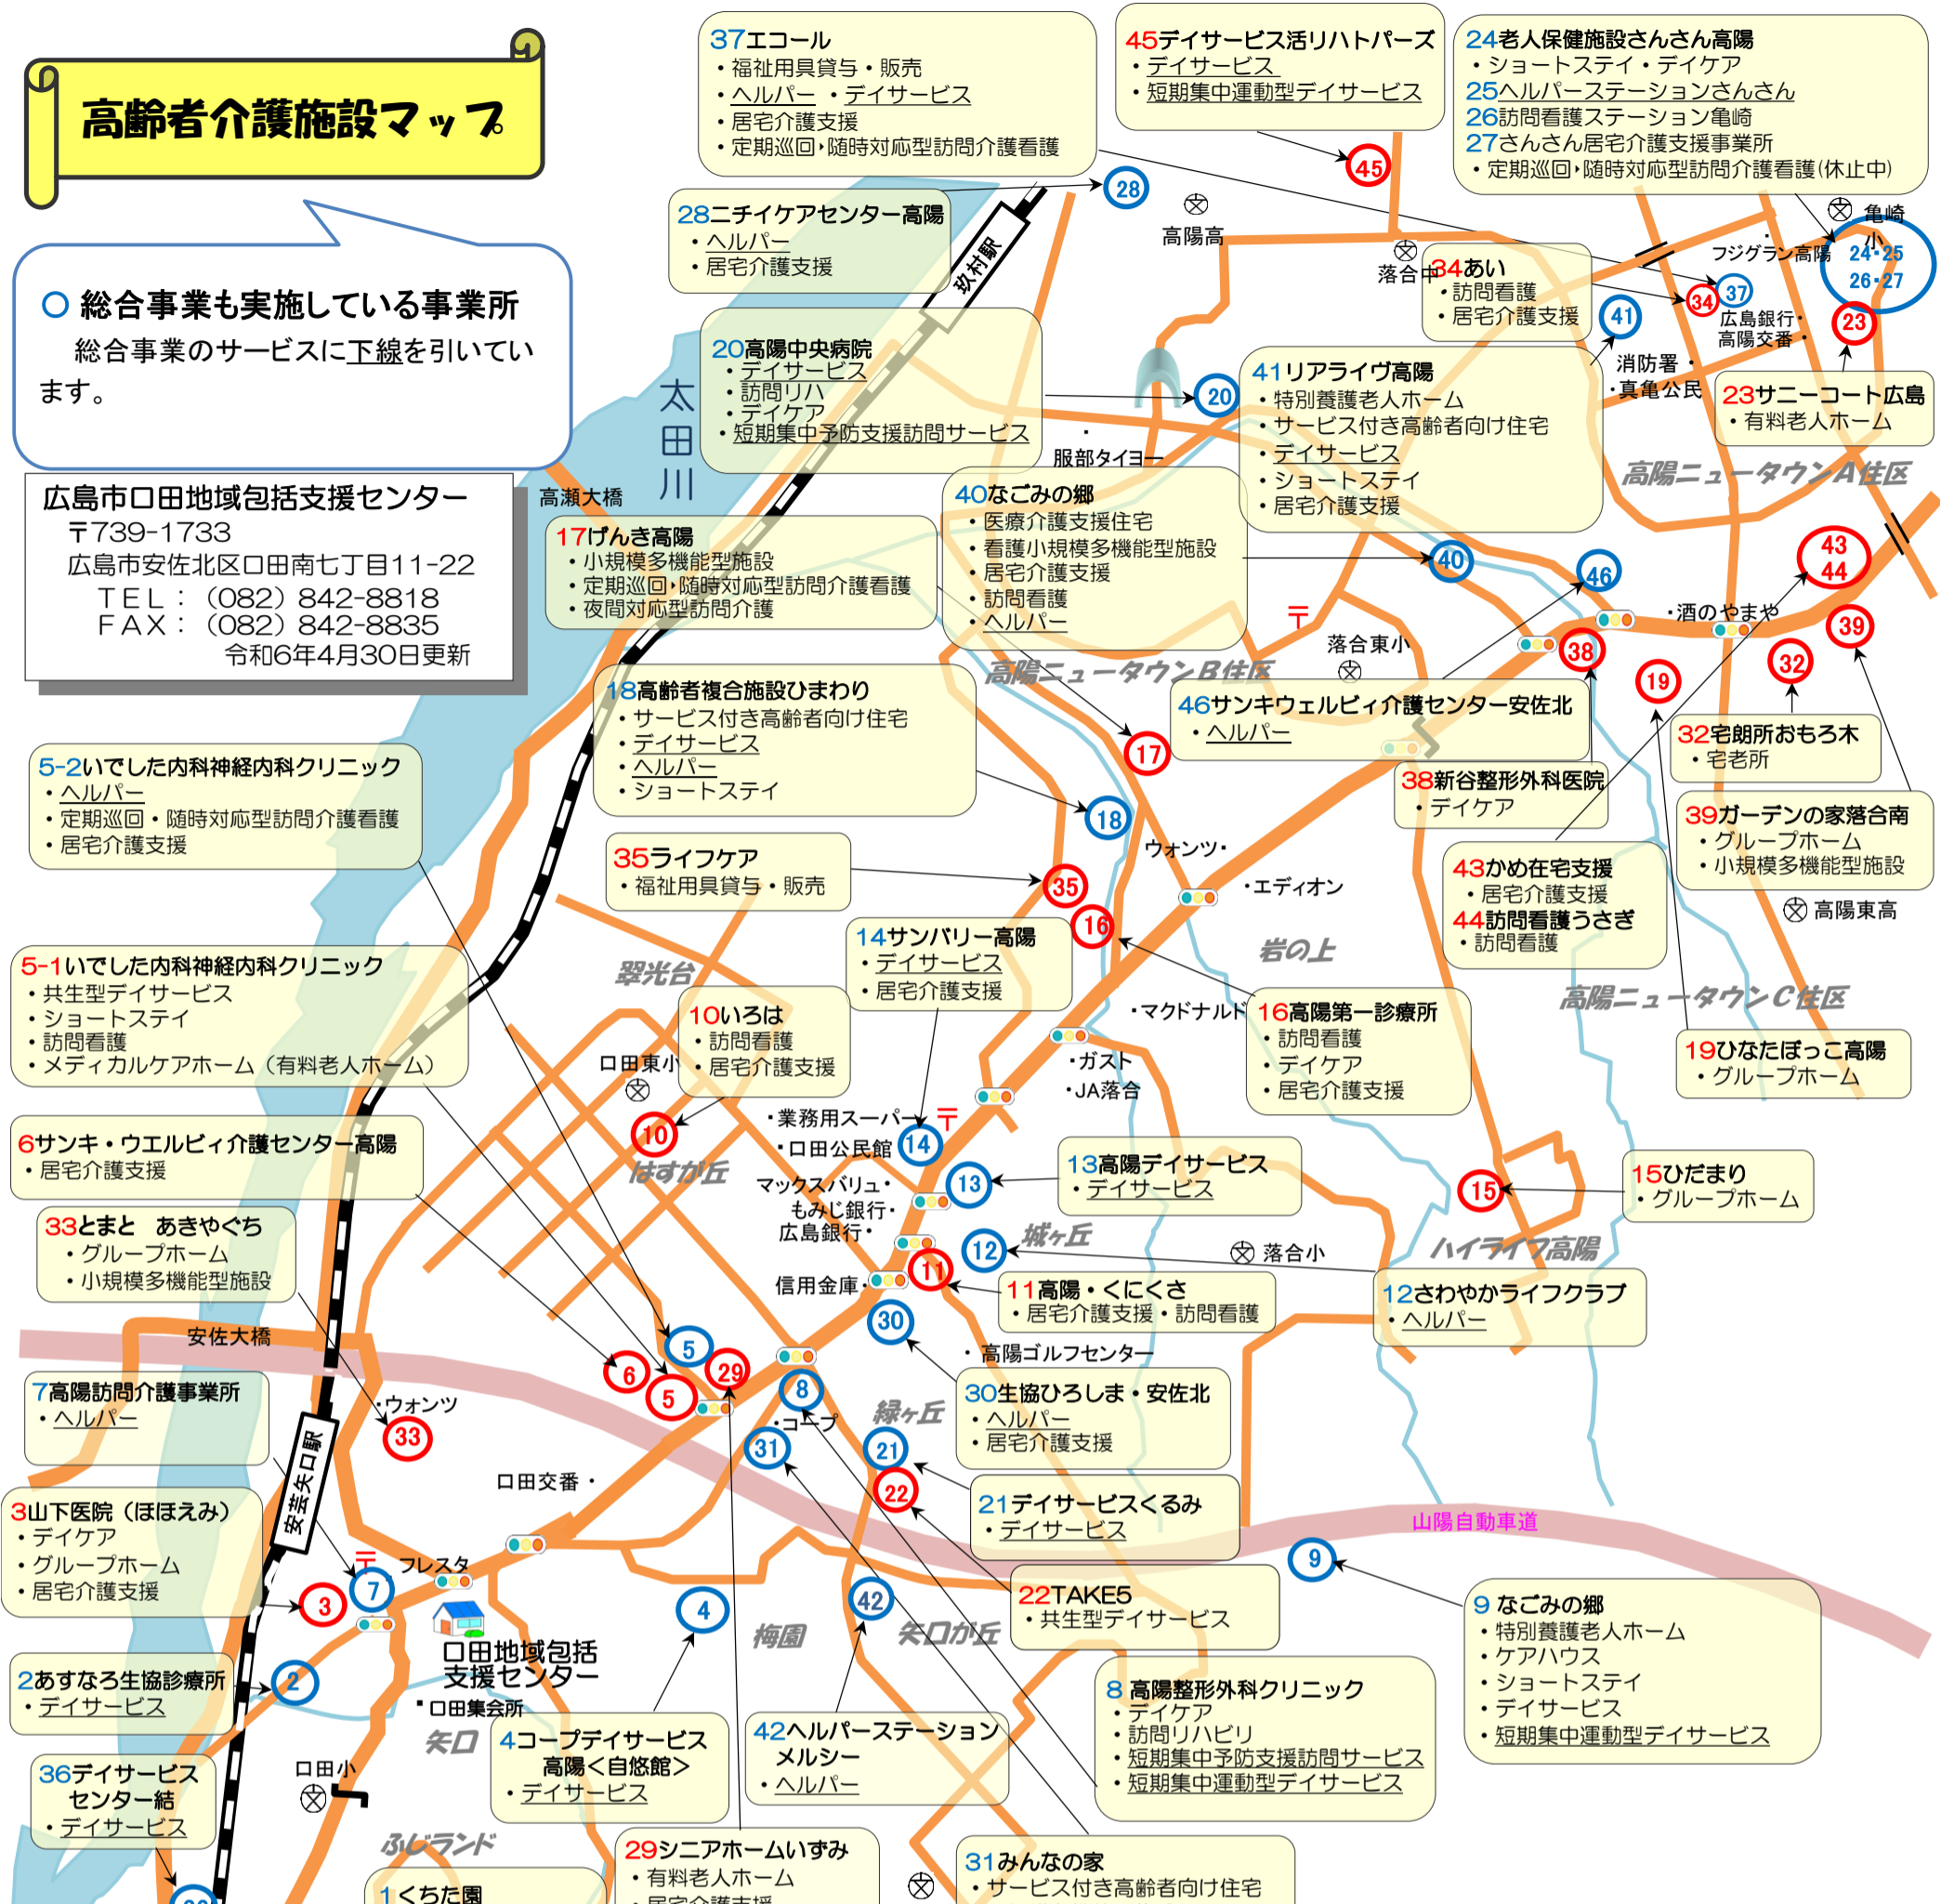 高齢者介護施設マップ
○ 総合事業も実施している事業所
総合事業のサービスに下線を引いてい
ます。
広島市口田地域包括支援センター
〒739-1733
広島市安佐北区口田南七丁目11-22
TEL：(082) 842-8818
FAX：(082) 842-8835
令和6年4月30日更新
37エコール
・福祉用具貸与・販売
・ヘルパー ・デイサービス
・居宅介護支援
・定期巡回・随時対応型訪問介護看護
45デイサービス活リハトパーズ
・デイサービス
・短期集中運動型デイサービス
24老人保健施設さんさん高陽
・ショートステイ・デイケア
25ヘルパーステーションさんさん
26訪問看護ステーション亀崎
27さんさん居宅介護支援事業所
・定期巡回・随時対応型訪問介護看護(休止中)
28ニチイケアセンター高陽
・ヘルパー
・居宅介護支援
28
45
高陽高
落合中
亀崎小
フジグラン高陽
24・25
26・27
玖村駅
34あい
・訪問看護
・居宅介護支援
34
37
41
23
広島銀行・
高陽交番・
消防署・
・真亀公民
20高陽中央病院
・デイサービス
・訪問リハ
・デイケア
・短期集中予防支援訪問サービス
20
太田川
41リアライヴ高陽
・特別養護老人ホーム
・サービス付き高齢者向け住宅
・デイサービス
・ショートステイ
・居宅介護支援
23サニーコート広島
・有料老人ホーム
服部タイヨー
高陽ニュータウンA住区
高瀬大橋
17げんき高陽
・小規模多機能型施設
・定期巡回・随時対応型訪問介護看護
・夜間対応型訪問介護
40なごみの郷
・医療介護支援住宅
・看護小規模多機能型施設
・居宅介護支援
・訪問看護
・ヘルパー
40
46
43
44
・酒のやまや
39
38
32
19
〒
落合東小
高陽ニュータウンB住区
18高齢者複合施設ひまわり
・サービス付き高齢者向け住宅
・デイサービス
・ヘルパー
・ショートステイ
46サンキウェルビィ介護センター安佐北
・ヘルパー
17
18
32宅朗所おもろ木
・宅老所
38新谷整形外科医院
・デイケア
39ガーデンの家落合南
・グループホーム
・小規模多機能型施設
5-2いでした内科神経内科クリニック
・ヘルパー
・定期巡回・随時対応型訪問介護看護
・居宅介護支援
35ライフケア
・福祉用具貸与・販売
35
16
ウォンツ・
・エディオン
43かめ在宅支援
・居宅介護支援
44訪問看護うさぎ
・訪問看護
高陽東高
岩の上
高陽ニュータウンC住区
5-1いでした内科神経内科クリニック
・共生型デイサービス
・ショートステイ
・訪問看護
・メディカルケアホーム（有料老人ホーム）
翠光台
14サンバリー高陽
・デイサービス
・居宅介護支援
10いろは
・訪問看護
・居宅介護支援
・マクドナルド
16高陽第一診療所
・訪問看護
・デイケア
・居宅介護支援
19ひなたぼっこ高陽
・グループホーム
口田東小
・ガスト
・JA落合
6サンキ・ウエルビィ介護センター高陽
・居宅介護支援
10
はすが丘
・業務用スーパー
〒
・口田公民館
14
マックスバリュ・
もみじ銀行・
広島銀行・
13
13高陽デイサービス
・デイサービス
15
15ひだまり
・グループホーム
33とまと あきやぐち
・グループホーム
・小規模多機能型施設
12
城ヶ丘
落合小
ハイライフ高陽
信用金庫・
11
11高陽・くにくさ
・居宅介護支援・訪問看護
12さわやかライフクラブ
・ヘルパー
安佐大橋
30
・高陽ゴルフセンター
7高陽訪問介護事業所
・ヘルパー
・ウォンツ
33
5
6
5
29
8
・コープ
31
緑ヶ丘
21
22
30生協ひろしま・安佐北
・ヘルパー
・居宅介護支援
安芸矢口駅
口田交番・
21デイサービスくるみ
・デイサービス
山陽自動車道
3山下医院（ほほえみ）
・デイケア
・グループホーム
・居宅介護支援
〒
フレスタ
3
7
4
42
9
22TAKE5
・共生型デイサービス
9 なごみの郷
・特別養護老人ホーム
・ケアハウス
・ショートステイ
・デイサービス
・短期集中運動型デイサービス
口田地域包括
支援センター
・口田集会所
梅園
矢口が丘
2あすなろ生協診療所
・デイサービス
2
矢口
4コープデイサービス
高陽＜自悠館＞
・デイサービス
42ヘルパーステーション
メルシー
・ヘルパー
8 高陽整形外科クリニック
・デイケア
・訪問リハビリ
・短期集中予防支援訪問サービス
・短期集中運動型デイサービス
36デイサービス
センター結
・デイサービス
口田小
ふじランド
1くちた園
29シニアホームいずみ
・有料老人ホーム
31みんなの家
・サービス付き高齢者向け住宅